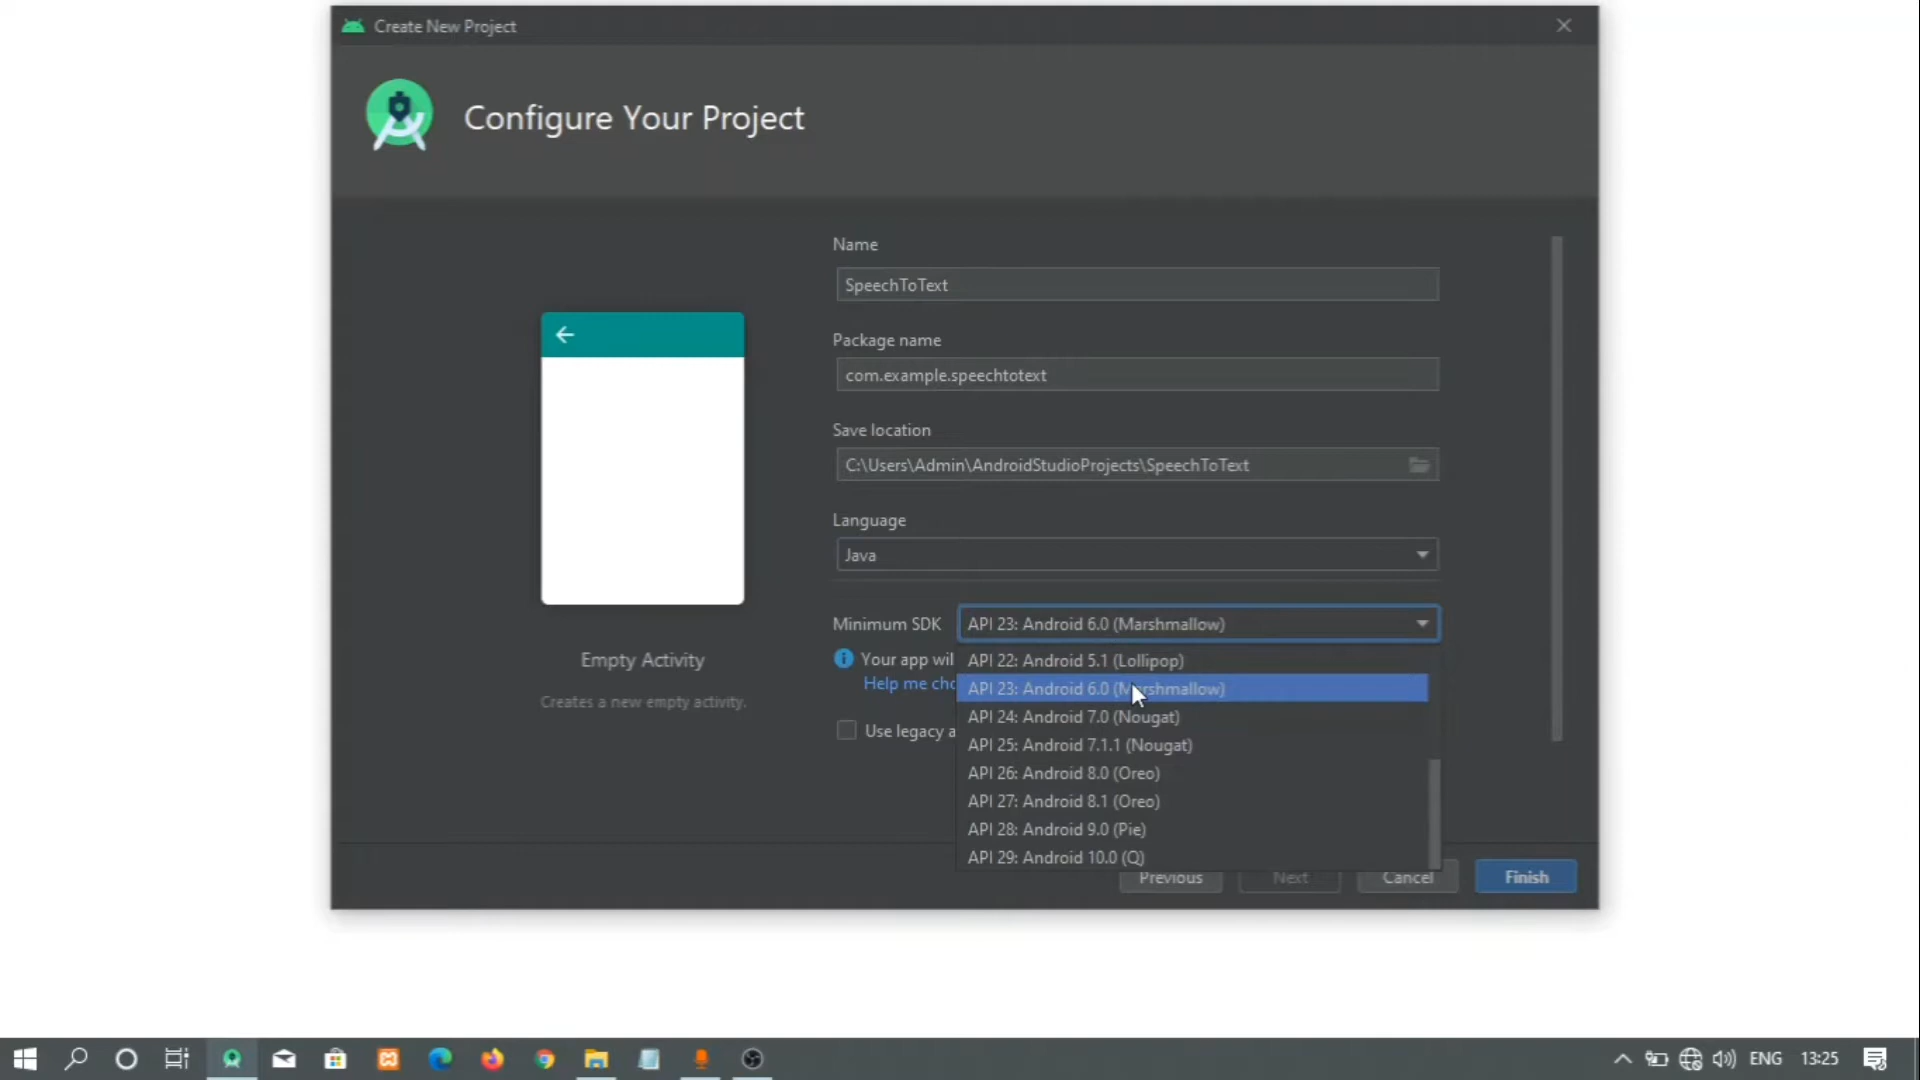 Create New Project
Configure Your Project
Name
SpeechToText
Package name
com.example.speechtotext
Save location
C:\Users\Admin\AndroidStudioProjects\SpeechToText
Language
Java
Minimum SDK
API 23: Android 6.0 (Marshmallow)
Your app wil
Help me cho
Use legacy a
API 22: Android 5.1 (Lollipop)
API 23: Android 6.0 (Marshmallow)
API 24: Android 7.0 (Nougat)
API 25: Android 7.1.1 (Nougat)
API 26: Android 8.0 (Oreo)
API 27: Android 8.1 (Oreo)
API 28: Android 9.0 (Pie)
API 29: Android 10.0 (Q)
Empty Activity
Creates a new empty activity.
Previous
Next
Cancel
Finish
ENG
13:25